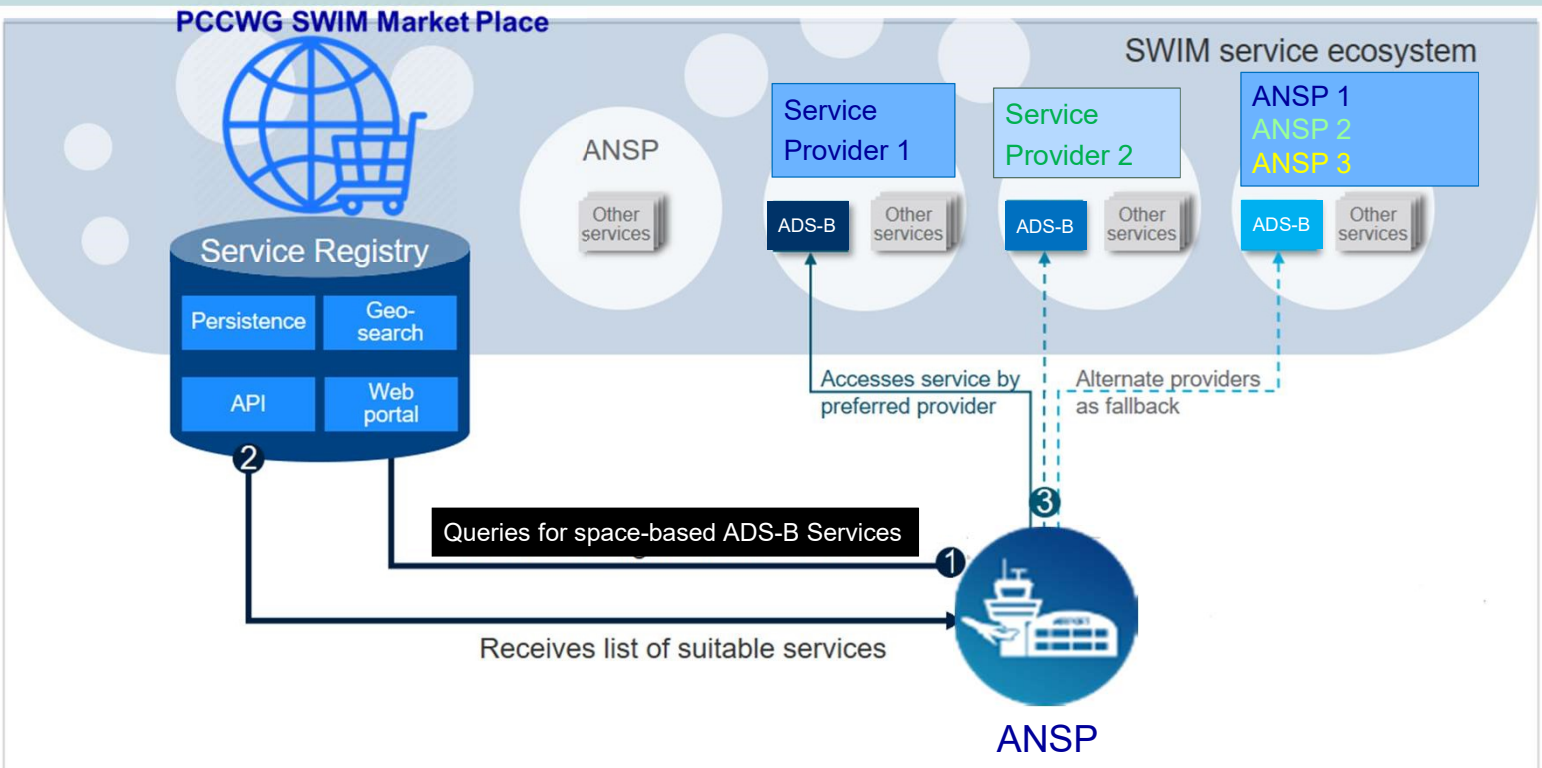 PCCWG SWIM Market Place
SWIM service ecosystem
ANSP
Other
services
Service
Provider 1
ADS-B
Other
services
Service
Provider 2
ADS-B
Other
services
ANSP 1
ANSP 2
ANSP 3
ADS-B
Other
services
Service Registry
Persistence
Geo-
search
API
Web
portal
Accesses service by
preferred provider
Alternate providers
as fallback
2
3
Queries for space-based ADS-B Services
1
Receives list of suitable services
ANSP